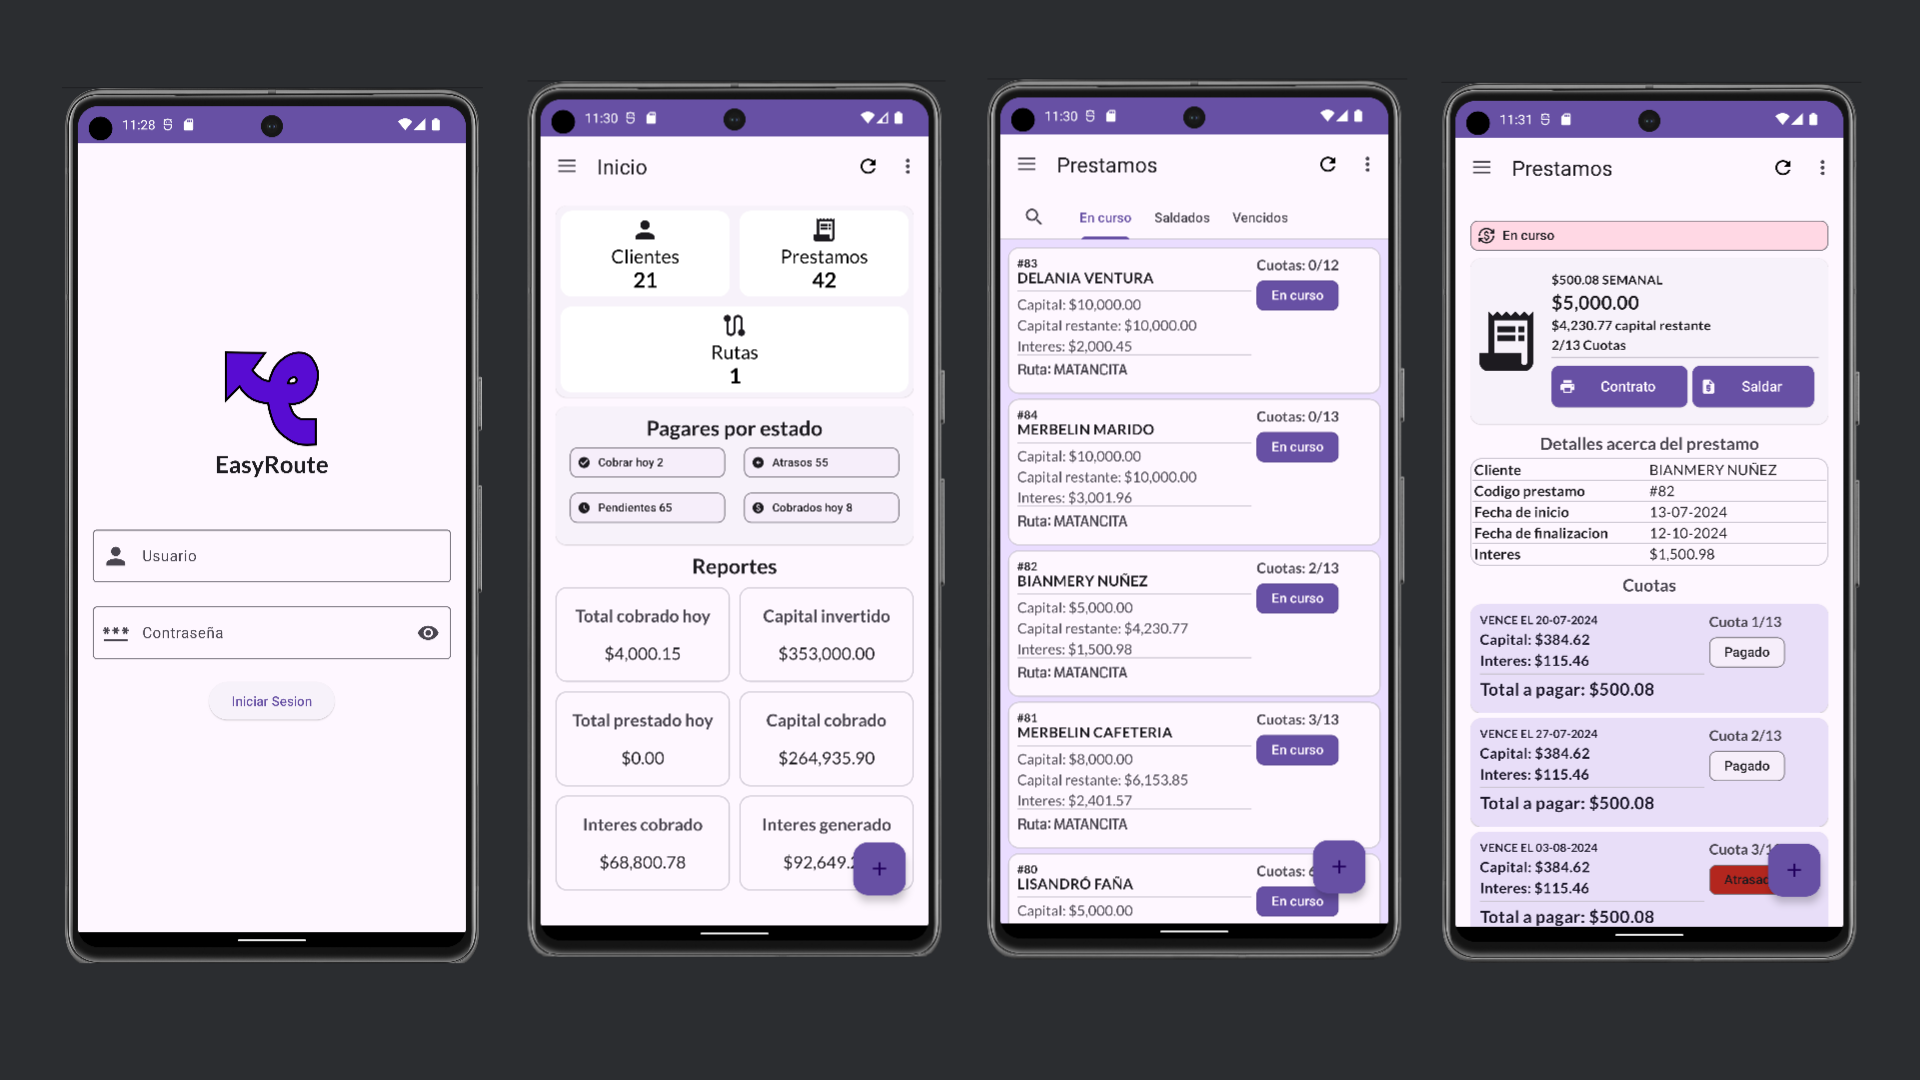 11:28
EasyRoute
Usuario
*** Contraseña
Iniciar Sesion
11:30
Inicio
Clientes
21
Prestamos
42
Rutas
1
Pagares por estado
Cobrar hoy 2
Atrasos 55
Pendientes 65
Cobrados hoy 8
Reportes
Total cobrado hoy
$4,000.15
Capital invertido
$353,000.00
Total prestado hoy
$0.00
Capital cobrado
$264,935.90
Interes cobrado
$68,800.78
Interes generado
$92,649.
+
11:30
Prestamos
En curso Saldados Vencidos
#83
DELANIA VENTURA
Cuotas: 0/12
En curso
Capital: $10,000.00
Capital restante: $10,000.00
Interes: $2,000.45
Ruta: MATANCITA
#84
MERBELIN MARIDO
Cuotas: 0/13
En curso
Capital: $10,000.00
Capital restante: $10,000.00
Interes: $3,001.96
Ruta: MATANCITA
#82
BIANMERY NUÑEZ
Cuotas: 2/13
En curso
Capital: $5,000.00
Capital restante: $4,230.77
Interes: $1,500.98
Ruta: MATANCITA
#81
MERBELIN CAFETERIA
Cuotas: 3/13
En curso
Capital: $8,000.00
Capital restante: $6,153.85
Interes: $2,401.57
Ruta: MATANCITA
#80
LISANDRÓ FAÑA
Cuotas:
En curso
Capital: $5,000.00
+
11:31
Prestamos
En curso
$500.08 SEMANAL
$5,000.00
$4,230.77 capital restante
2/13 Cuotas
Contrato
Saldar
Detalles acerca del prestamo
Cliente BIANMERY NUÑEZ
Codigo prestamo #82
Fecha de inicio 13-07-2024
Fecha de finalizacion 12-10-2024
Interes $1,500.98
Cuotas
VENCE EL 20-07-2024
Cuota 1/13
Capital: $384.62
Interes: $115.46
Pagado
Total a pagar: $500.08
VENCE EL 27-07-2024
Cuota 2/13
Capital: $384.62
Interes: $115.46
Pagado
Total a pagar: $500.08
VENCE EL 03-08-2024
Cuota 3/1
Capital: $384.62
Interes: $115.46
Atrasad
Total a pagar: $500.08
+